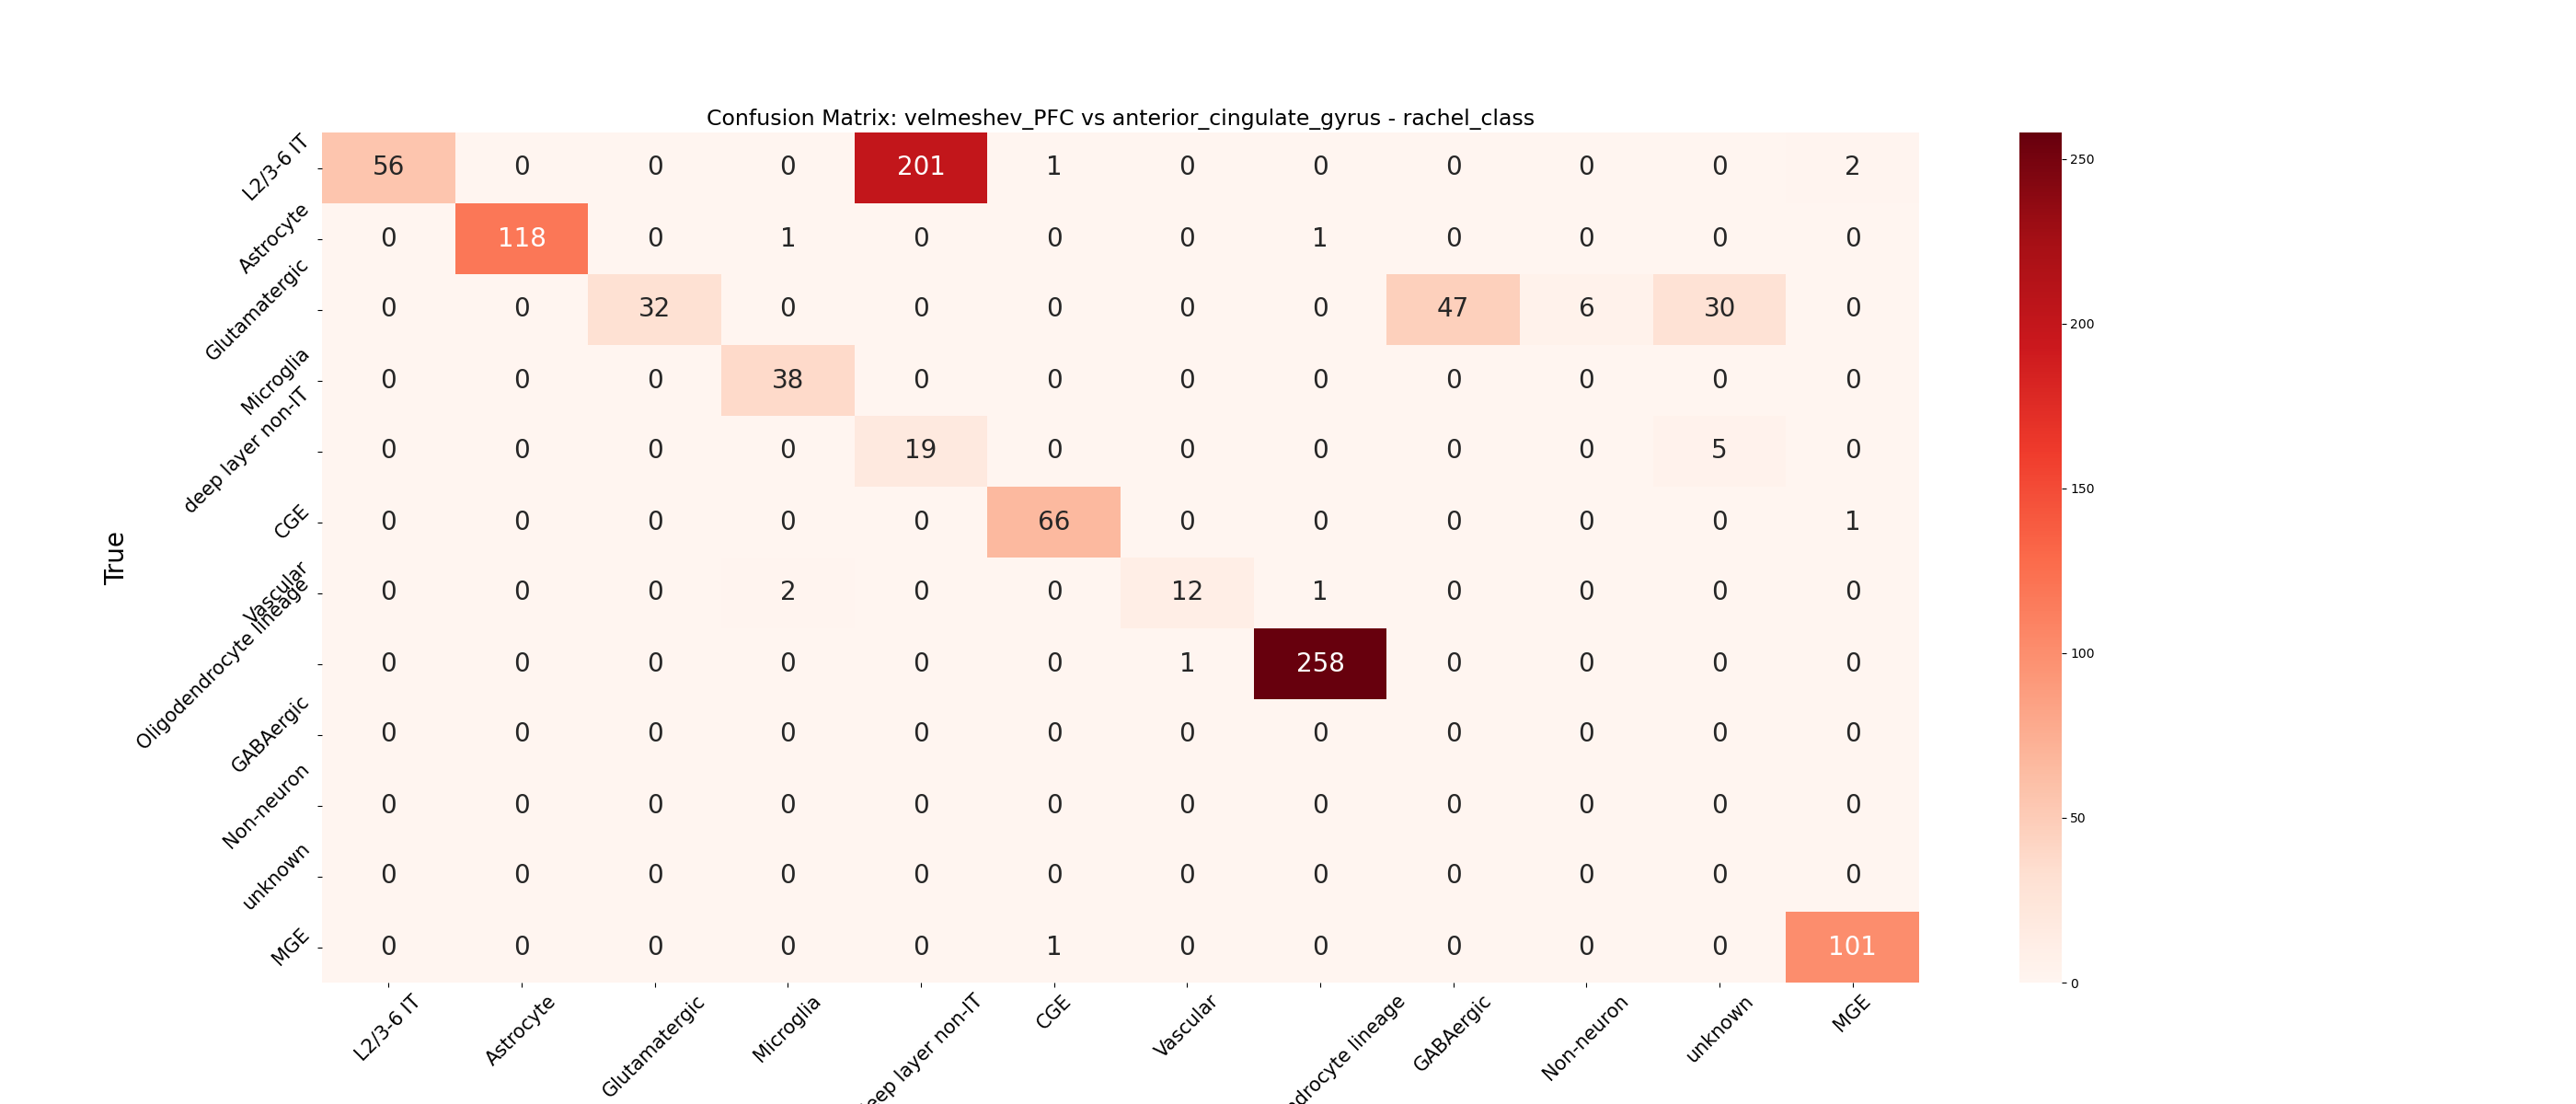 Confusion Matrix: velmeshev_PFC vs anterior_cingulate_gyrus - rachel_class
True
L2/3-6 IT 56 0 0 0 201 1 0 0 0 0 0 2
Astrocyte 0 118 0 1 0 0 0 1 0 0 0 0
Glutamatergic 0 0 32 0 0 0 0 0 47 6 30 0
Microglia 0 0 0 38 0 0 0 0 0 0 0 0
deep layer non-IT 0 0 0 0 19 0 0 0 0 0 5 0
CGE 0 0 0 0 0 66 0 0 0 0 0 1
Vascular 0 0 0 2 0 0 12 1 0 0 0 0
Oligodendrocyte lineage 0 0 0 0 0 0 1 258 0 0 0 0
GABAergic 0 0 0 0 0 0 0 0 0 0 0 0
Non-neuron 0 0 0 0 0 0 0 0 0 0 0 0
unknown 0 0 0 0 0 0 0 0 0 0 0 0
MGE 0 0 0 0 0 1 0 0 0 0 0 101
L2/3-6 IT Astrocyte Glutamatergic Microglia eep layer non-IT CGE Vascular ndrocyte lineage GABAergic Non-neuron unknown MGE
250
200
150
100
50
0